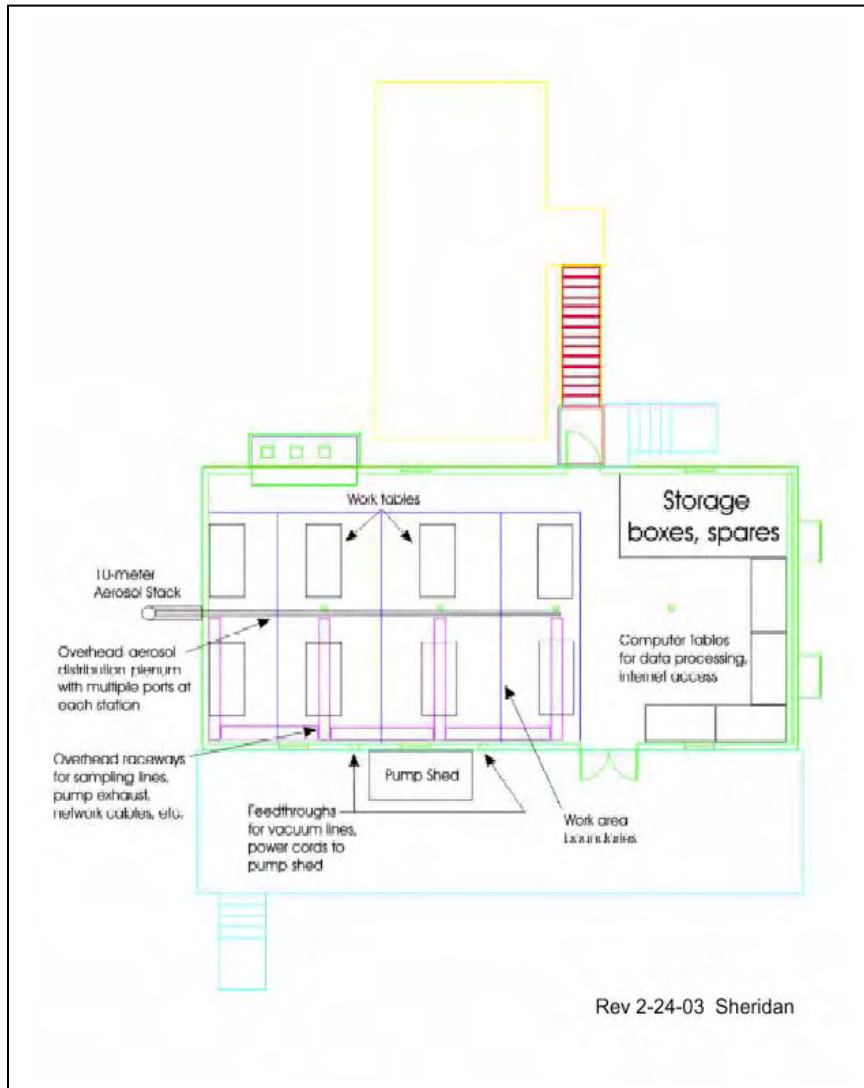 Storage
boxes, spares
Work tables
10-meter
Aerosol Stack
Overhead aerosol
distribution plenum
with multiple ports at
each station
Computer Tables
for data processing,
internet access
Overhead raceways
for sampling lines,
pump exhaust,
network cables, etc.
Pump Shed
Feedthroughs
for vacuum lines,
power cords to
pump shed
Work area
boundaries
Rev 2-24-03 Sheridan